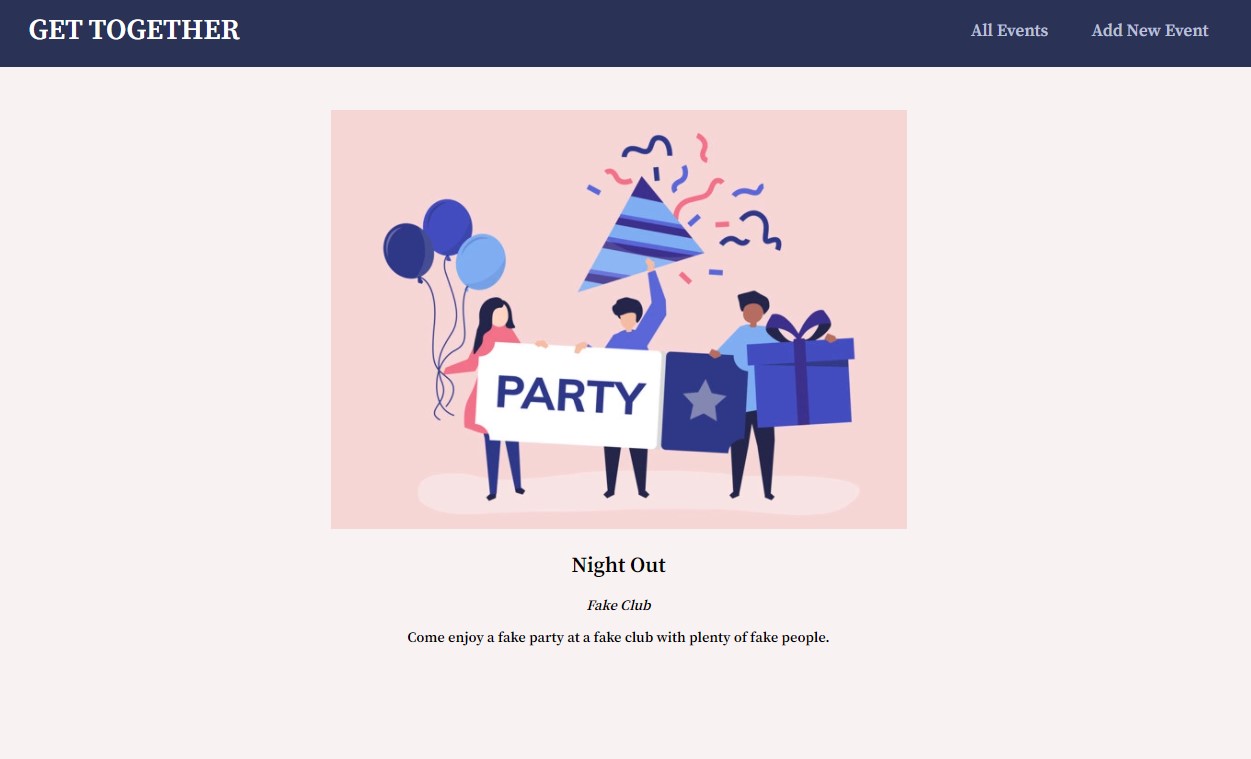 GET TOGETHER
All Events
Add New Event
PARTY
Night Out
Fake Club
Come enjoy a fake party at a fake club with plenty of fake people.